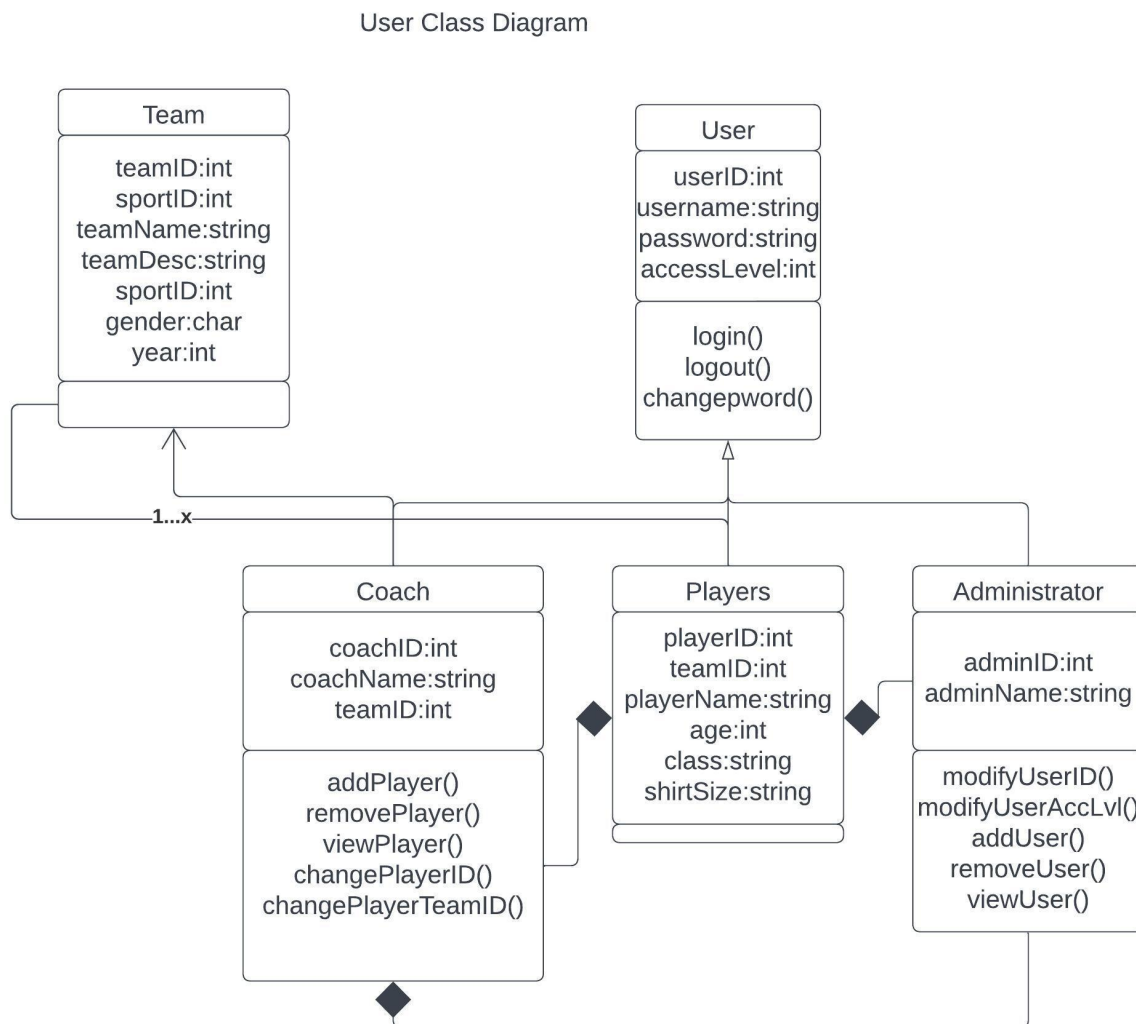 User Class Diagram
Team
teamID:int
sportID:int
teamName:string
teamDesc:string
sportID:int
gender:char
year:int
User
userID:int
username:string
password:string
accessLevel:int
login()
logout()
changepword()
1...x
Coach
coachID:int
coachName:string
teamID:int
addPlayer()
removePlayer()
viewPlayer()
changePlayerID()
changePlayerTeamID()
Players
playerID:int
teamID:int
playerName:string
age:int
class:string
shirtSize:string
Administrator
adminID:int
adminName:string
modifyUserID()
modifyUserAccLvl()
addUser()
removeUser()
viewUser()